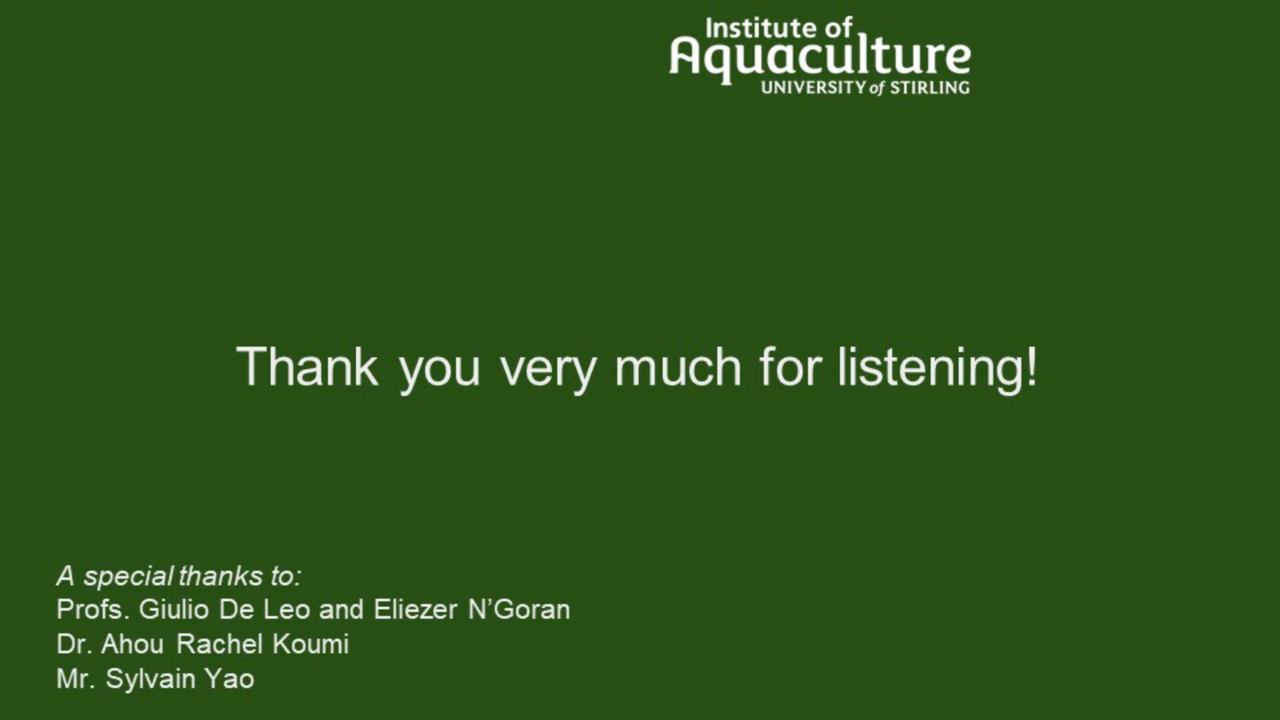 Institute of
Aquaculture
UNIVERSITY of STIRLING
Thank you very much for listening!
A special thanks to:
Profs. Giulio De Leo and Eliezer N’Goran
Dr. Ahou Rachel Koumi
Mr. Sylvain Yao